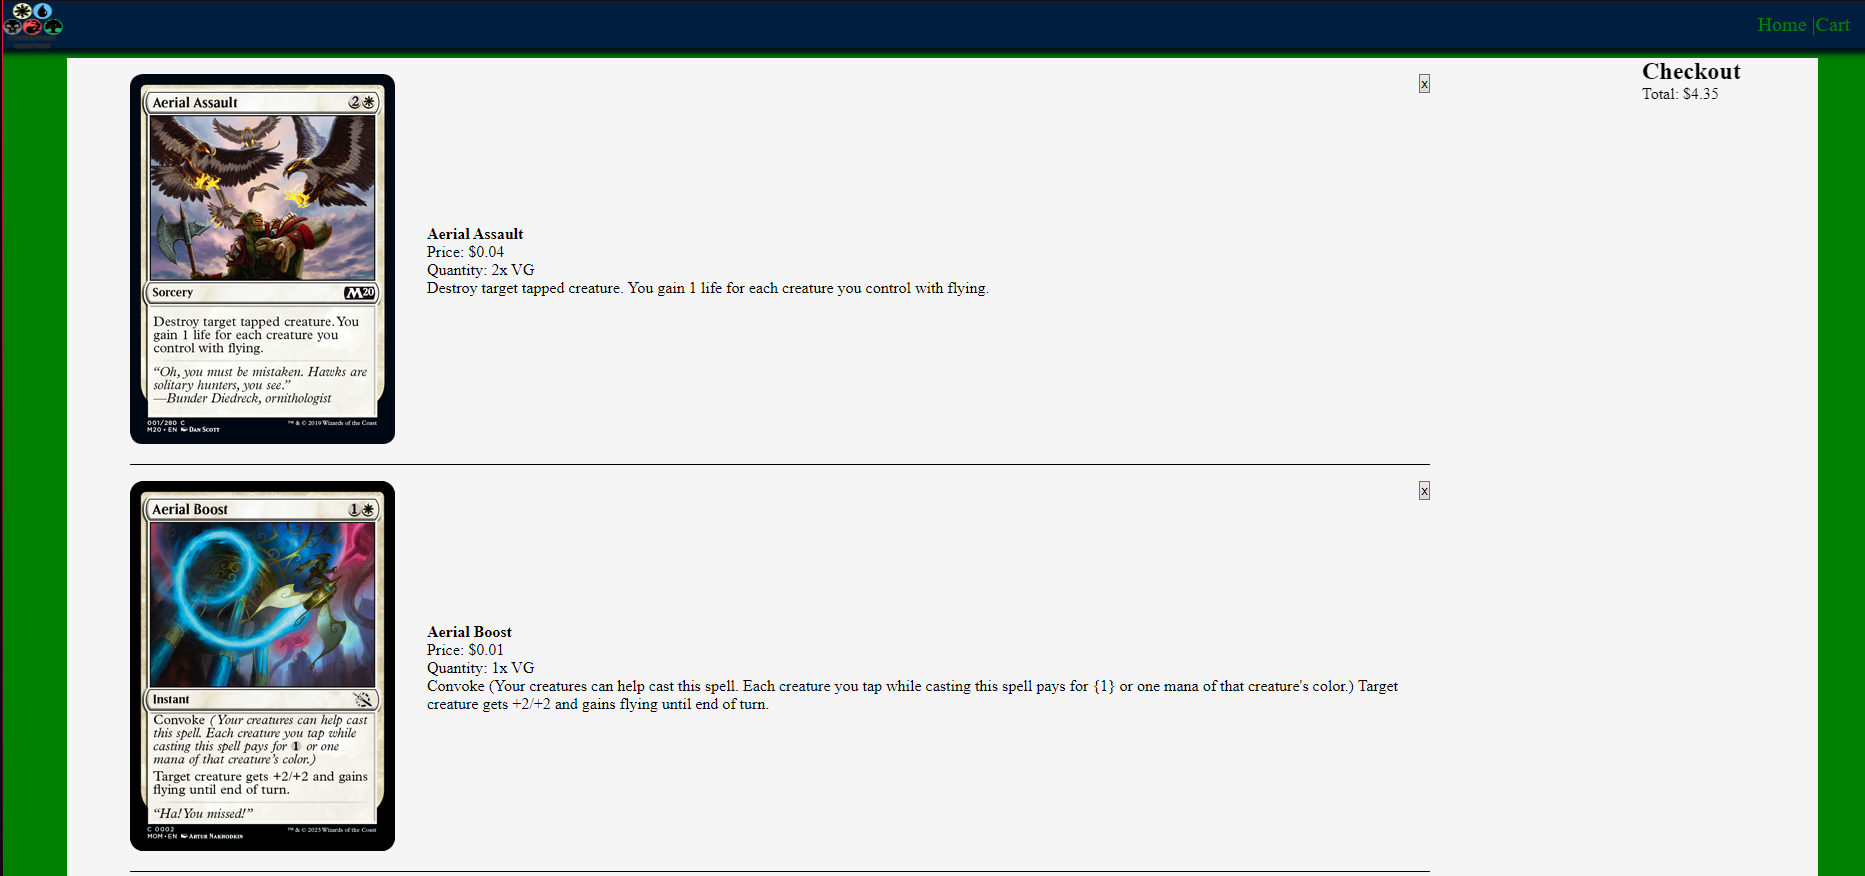 Home |Cart
Checkout
Total: $4.35
Aerial Assault 2
x
Sorcery M20
Destroy target tapped creature. You
gain 1 life for each creature you
control with flying.
“Oh, you must be mistaken. Hawks are
solitary hunters, you see.”
—Bunder Diedreck, ornithologist
001/280 C
M20 • EN Dan Scott
™ & © 2019 Wizards of the Coast
Aerial Assault
Price: $0.04
Quantity: 2x VG
Destroy target tapped creature. You gain 1 life for each creature you control with flying.
Aerial Boost 1
x
Instant
Convoke (Your creatures can help cast
this spell. Each creature you tap while
casting this spell pays for 1 or one
mana of that creature’s color.)
Target creature gets +2/+2 and gains
flying until end of turn.
“Ha! You missed!”
C 0002
MOM • EN Artur Nakhodkin
™ & © 2023 Wizards of the Coast
Aerial Boost
Price: $0.01
Quantity: 1x VG
Convoke (Your creatures can help cast this spell. Each creature you tap while casting this spell pays for {1} or one mana of that creature's color.) Target
creature gets +2/+2 and gains flying until end of turn.